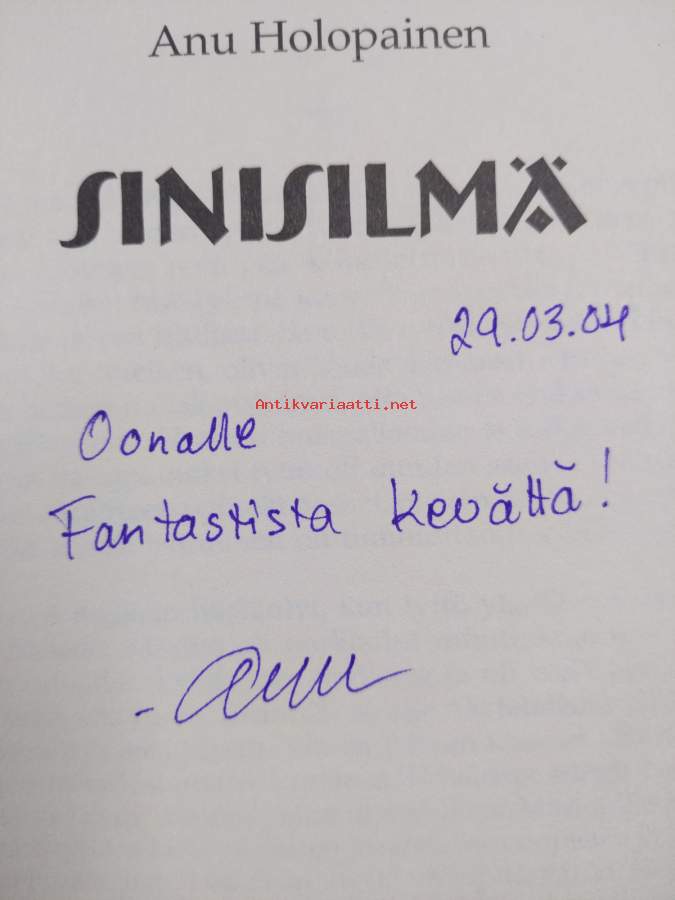 Anu Holopainen
SINISILMÄ
29.03.04
Antikvariaatti.net
Oonalle
Fantastista kevättä!
- Anu